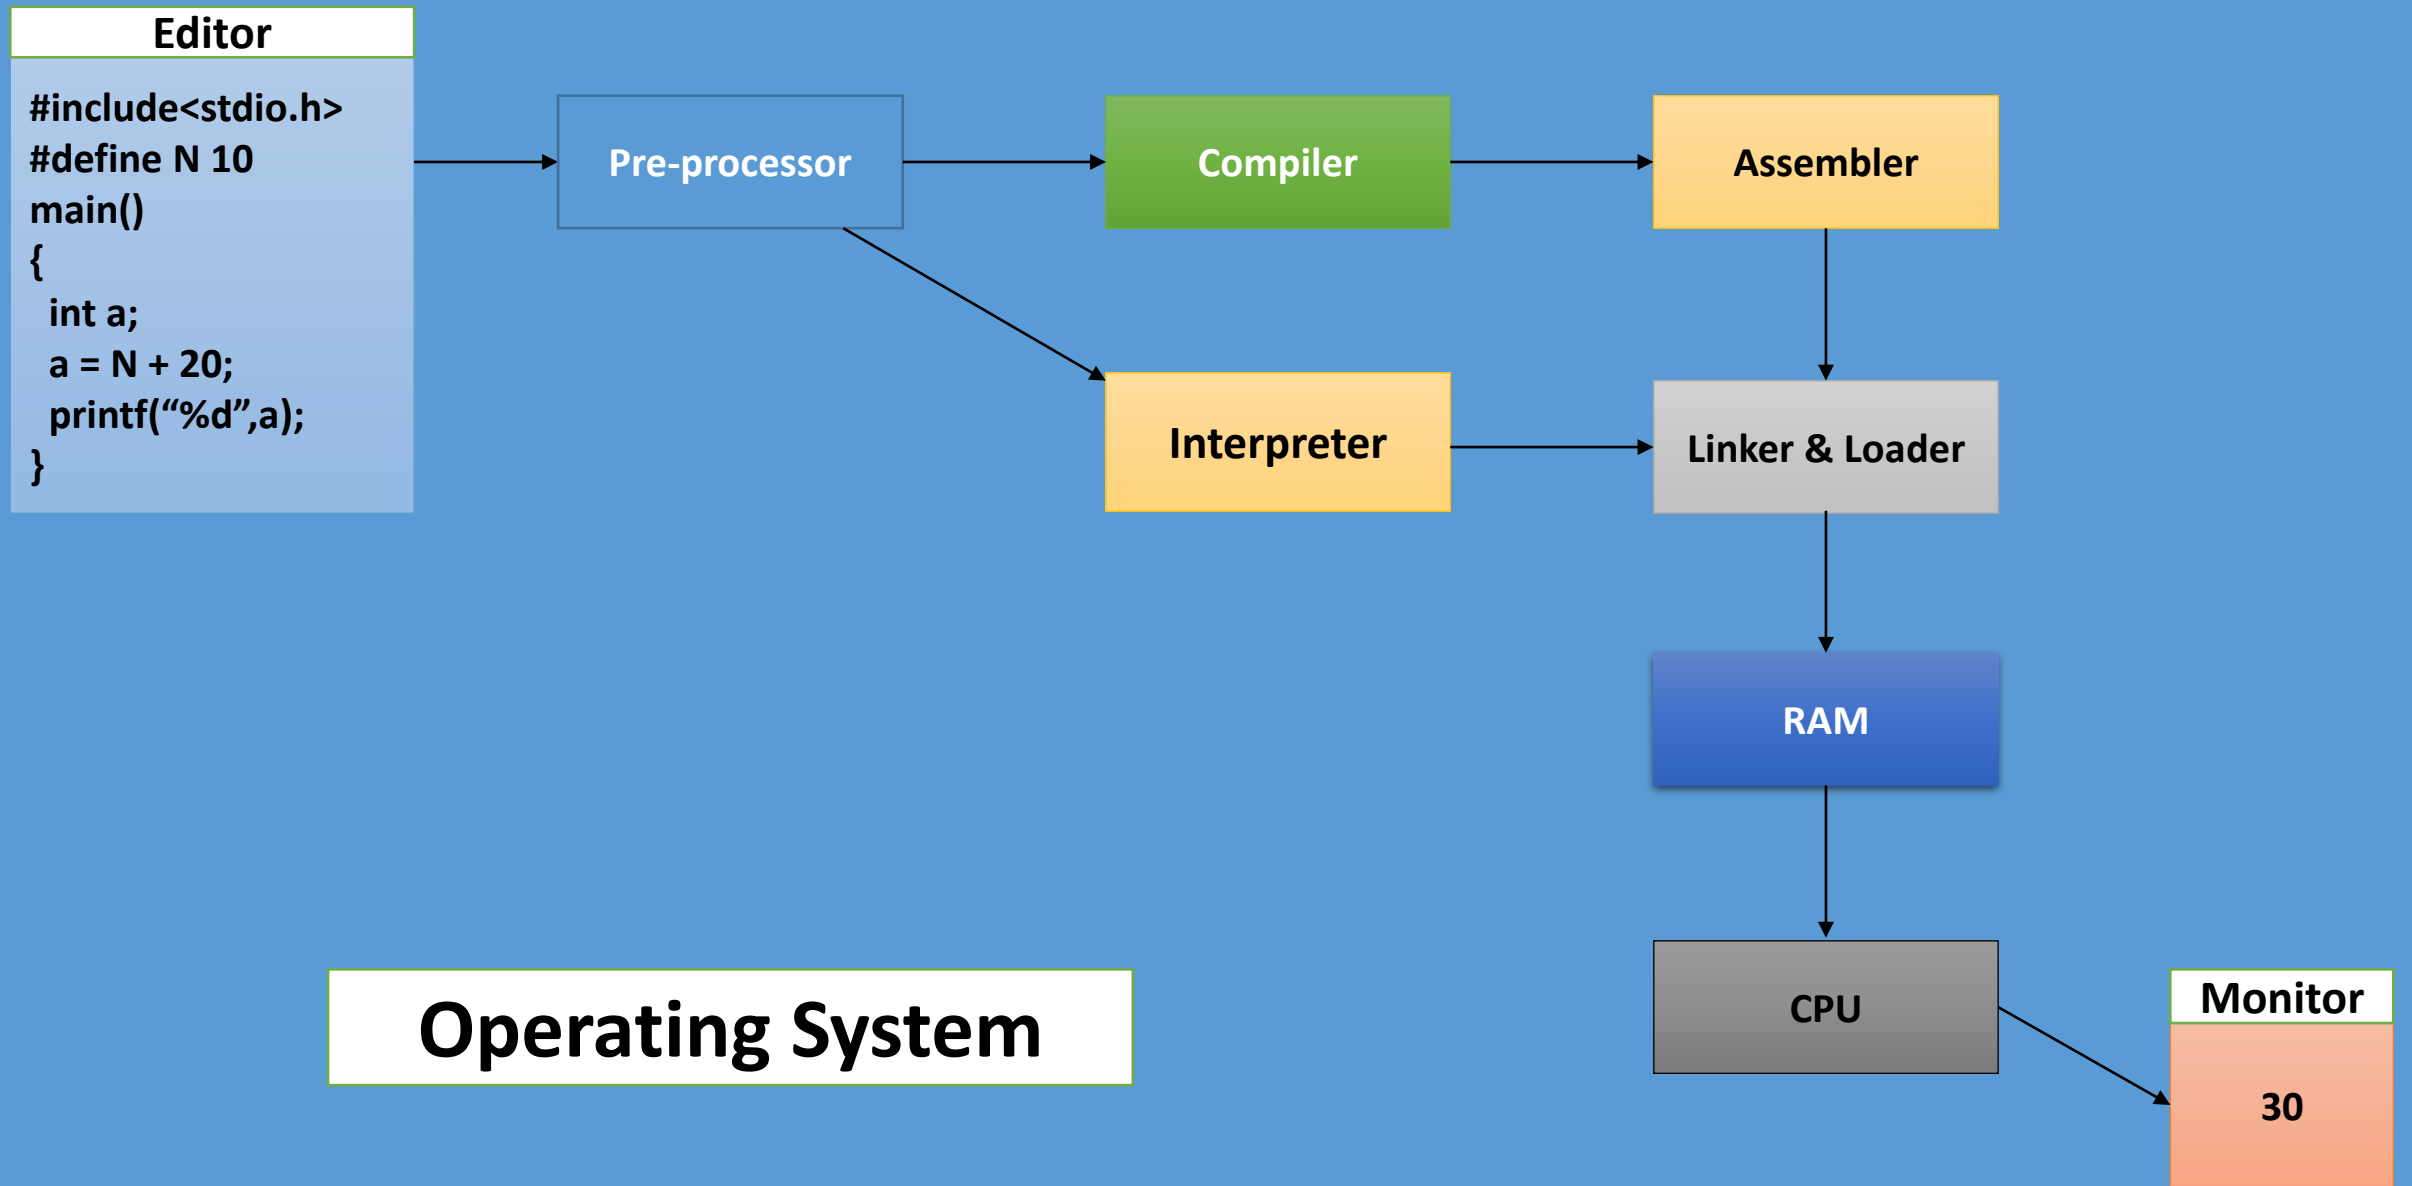 Editor
#include<stdio.h>
#define N 10
main()
{
int a;
a = N + 20;
printf(“%d”,a);
}
Pre-processor
Compiler
Assembler
Interpreter
Linker & Loader
RAM
CPU
Operating System
Monitor
30